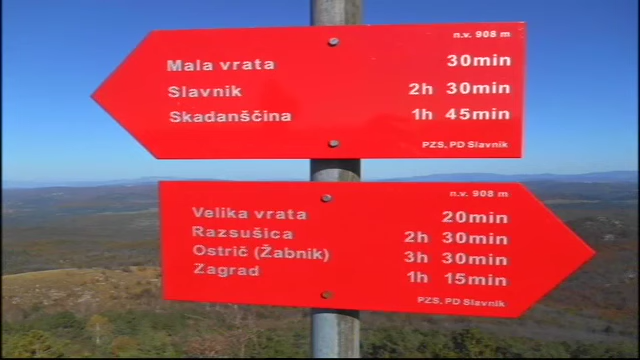 n.v. 908 m
Mala vrata 30min
Slavnik 2h 30min
Skadanščina 1h 45min
PZS, PD Slavnik
n.v. 908 m
Velika vrata 20min
Razsušica 2h 30min
Ostrič (Žabnik) 3h 30min
Zagrad 1h 15min
PZS, PD Slavnik